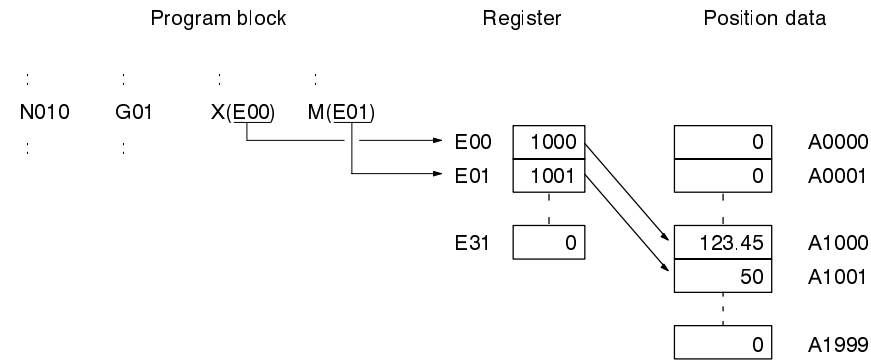 Program block Register Position data
: : : :
N010 G01 X(E00) M(E01)
: :
E00 1000 0 A0000
E01 1001 0 A0001
E31 0 123.45 A1000
50 A1001
0 A1999